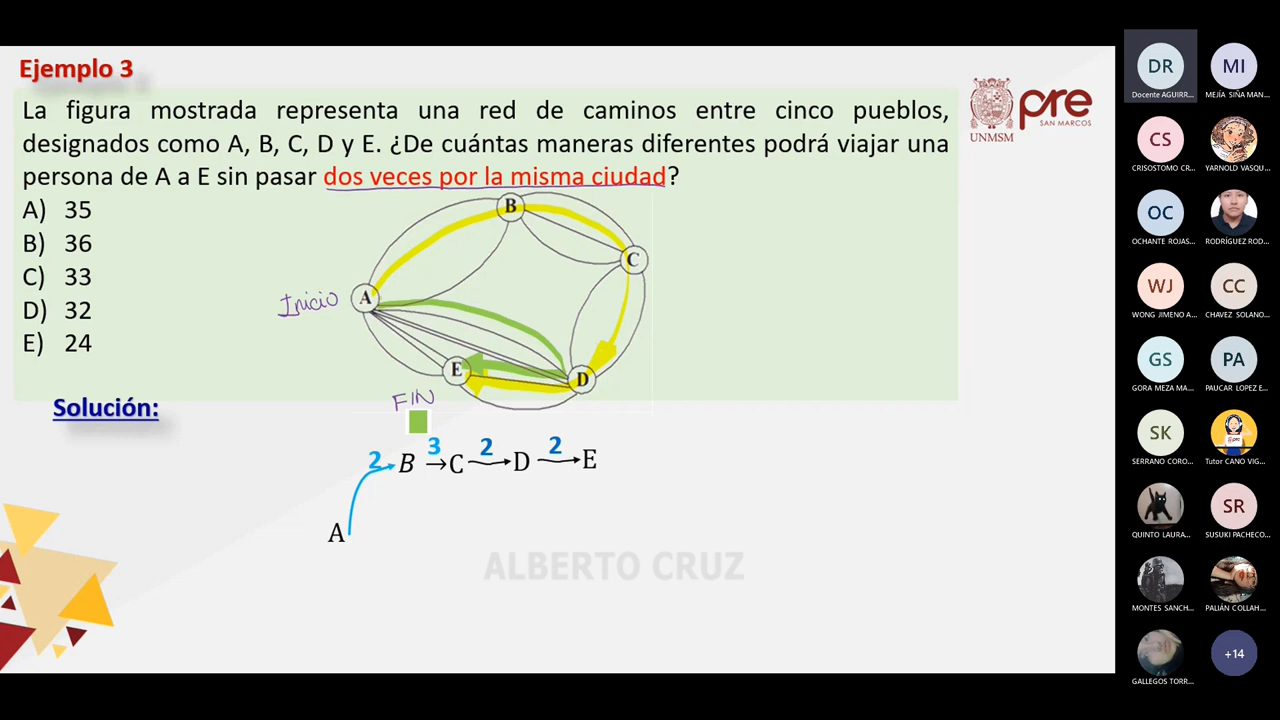 Ejemplo 3
La figura mostrada representa una red de caminos entre cinco pueblos,
designados como A, B, C, D y E. ¿De cuántas maneras diferentes podrá viajar una
persona de A a E sin pasar dos veces por la misma ciudad?
A) 35
B) 36
C) 33
D) 32
E) 24
UNMSM
pre
SAN MARCOS
B
C
Inicio
A
E
D
FIN
Solución:
2 B 3 → C 2 → D 2 → E
A
ALBERTO CRUZ
DR
Docente AGUIRR...
MI
MEJÍA SIÑA MAN...
CS
CRISOSTOMO CR...
YARNOLD VASQU...
OC
OCHANTE ROJAS...
RODRÍGUEZ ROD...
WJ
WONG JIMENO A...
CC
CHAVEZ SOLANO...
GS
GORA MEZA MA...
PA
PAUCAR LOPEZ E...
SK
SERRANO CORO...
Tutor CANO VIG...
QUINTO LAURA...
SR
SUSUKI PACHECO...
MONTES SANCH...
PALIÁN COLLAH...
GALLEGOS TORR...
+14